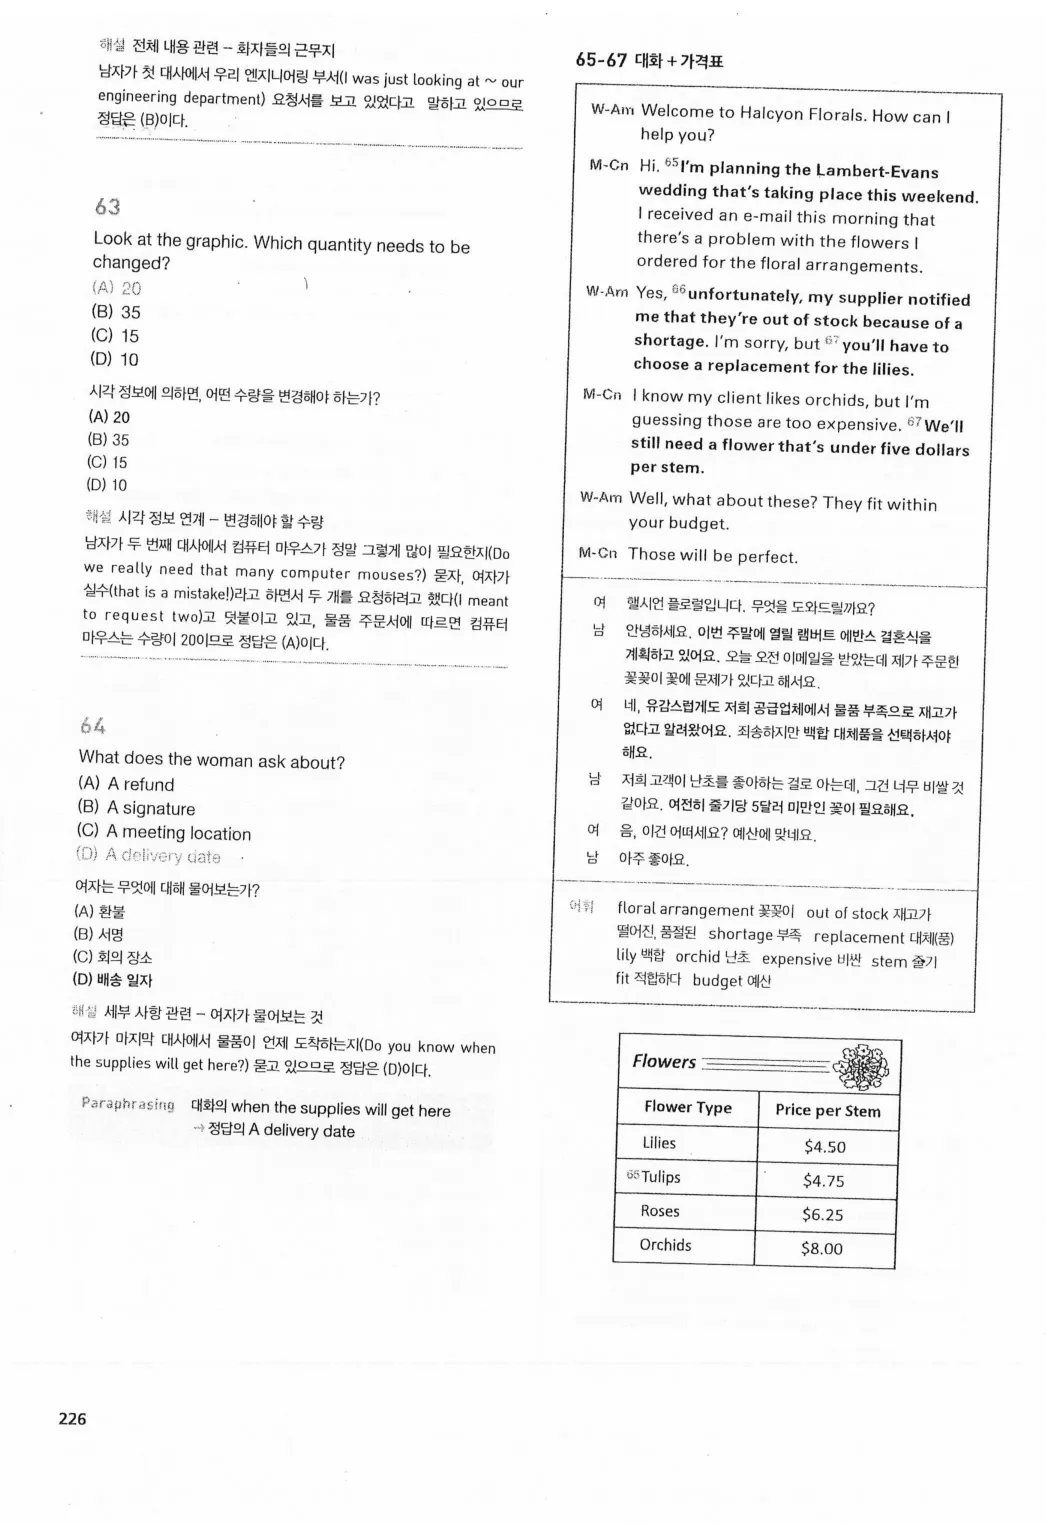 해설 전체 내용 관련 – 화자들의 근무지
남자가 첫 대사에서 우리 엔지니어링 부서(I was just looking at ~ our
engineering department) 요청서를 보고 있었다고 말하고 있으므로
정답은 (B)이다.
63
Look at the graphic. Which quantity needs to be
changed?
(A) 20
(B) 35
(C) 15
(D) 10
시각 정보에 의하면, 어떤 수량을 변경해야 하는가?
(A) 20
(B) 35
(C) 15
(D) 10
해설 시각 정보 연계 – 변경해야 할 수량
남자가 두 번째 대사에서 컴퓨터 마우스가 정말 그렇게 많이 필요한지(Do
we really need that many computer mouses?) 묻자, 여자가
실수(that is a mistake!)라고 하면서 두 개를 요청하려고 했다(I meant
to request two)고 덧붙이고 있고, 물품 주문서에 따르면 컴퓨터
마우스는 수량이 20이므로 정답은 (A)이다.
64
What does the woman ask about?
(A) A refund
(B) A signature
(C) A meeting location
(D) A delivery date
여자는 무엇에 대해 물어보는가?
(A) 환불
(B) 서명
(C) 회의 장소
(D) 배송 일자
해설 세부 사항 관련 – 여자가 물어보는 것
여자가 마지막 대사에서 물품이 언제 도착하는지(Do you know when
the supplies will get here?) 묻고 있으므로 정답은 (D)이다.
Paraphrasing 대화의 when the supplies will get here
→ 정답의 A delivery date
65-67 대화 + 가격표
W-Am Welcome to Halcyon Florals. How can I
help you?
M-Cn Hi. 65I'm planning the Lambert-Evans
wedding that's taking place this weekend.
I received an e-mail this morning that
there's a problem with the flowers I
ordered for the floral arrangements.
W-Am Yes, 66unfortunately, my supplier notified
me that they're out of stock because of a
shortage. I'm sorry, but 67you'll have to
choose a replacement for the lilies.
M-Cn I know my client likes orchids, but I'm
guessing those are too expensive. 67We'll
still need a flower that's under five dollars
per stem.
W-Am Well, what about these? They fit within
your budget.
M-Cn Those will be perfect.
여 핼시언 플로럴입니다. 무엇을 도와드릴까요?
남 안녕하세요. 이번 주말에 열릴 램버트 에반스 결혼식을
계획하고 있어요. 오늘 오전 이메일을 받았는데 제가 주문한
꽃꽂이 꽃에 문제가 있다고 해서요.
여 네, 유감스럽게도 저희 공급업체에서 물품 부족으로 재고가
없다고 알려왔어요. 죄송하지만 백합 대체품을 선택하셔야
해요.
남 저희 고객이 난초를 좋아하는 걸로 아는데, 그건 너무 비쌀 것
같아요. 여전히 줄기당 5달러 미만인 꽃이 필요해요.
여 음, 이건 어떠세요? 예산에 맞네요.
남 아주 좋아요.
어휘 floral arrangement 꽃꽂이 out of stock 재고가
떨어진, 품절된 shortage 부족 replacement 대체(품)
lily 백합 orchid 난초 expensive 비싼 stem 줄기
fit 적합하다 budget 예산
Flowers
Flower Type Price per Stem
Lilies $4.50
65Tulips $4.75
Roses $6.25
Orchids $8.00
226